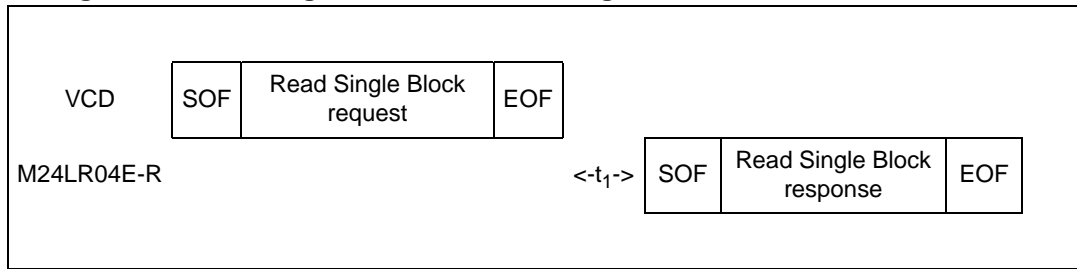 VCD SOF Read Single Block request EOF
M24LR04E-R <-t1-> SOF Read Single Block response EOF